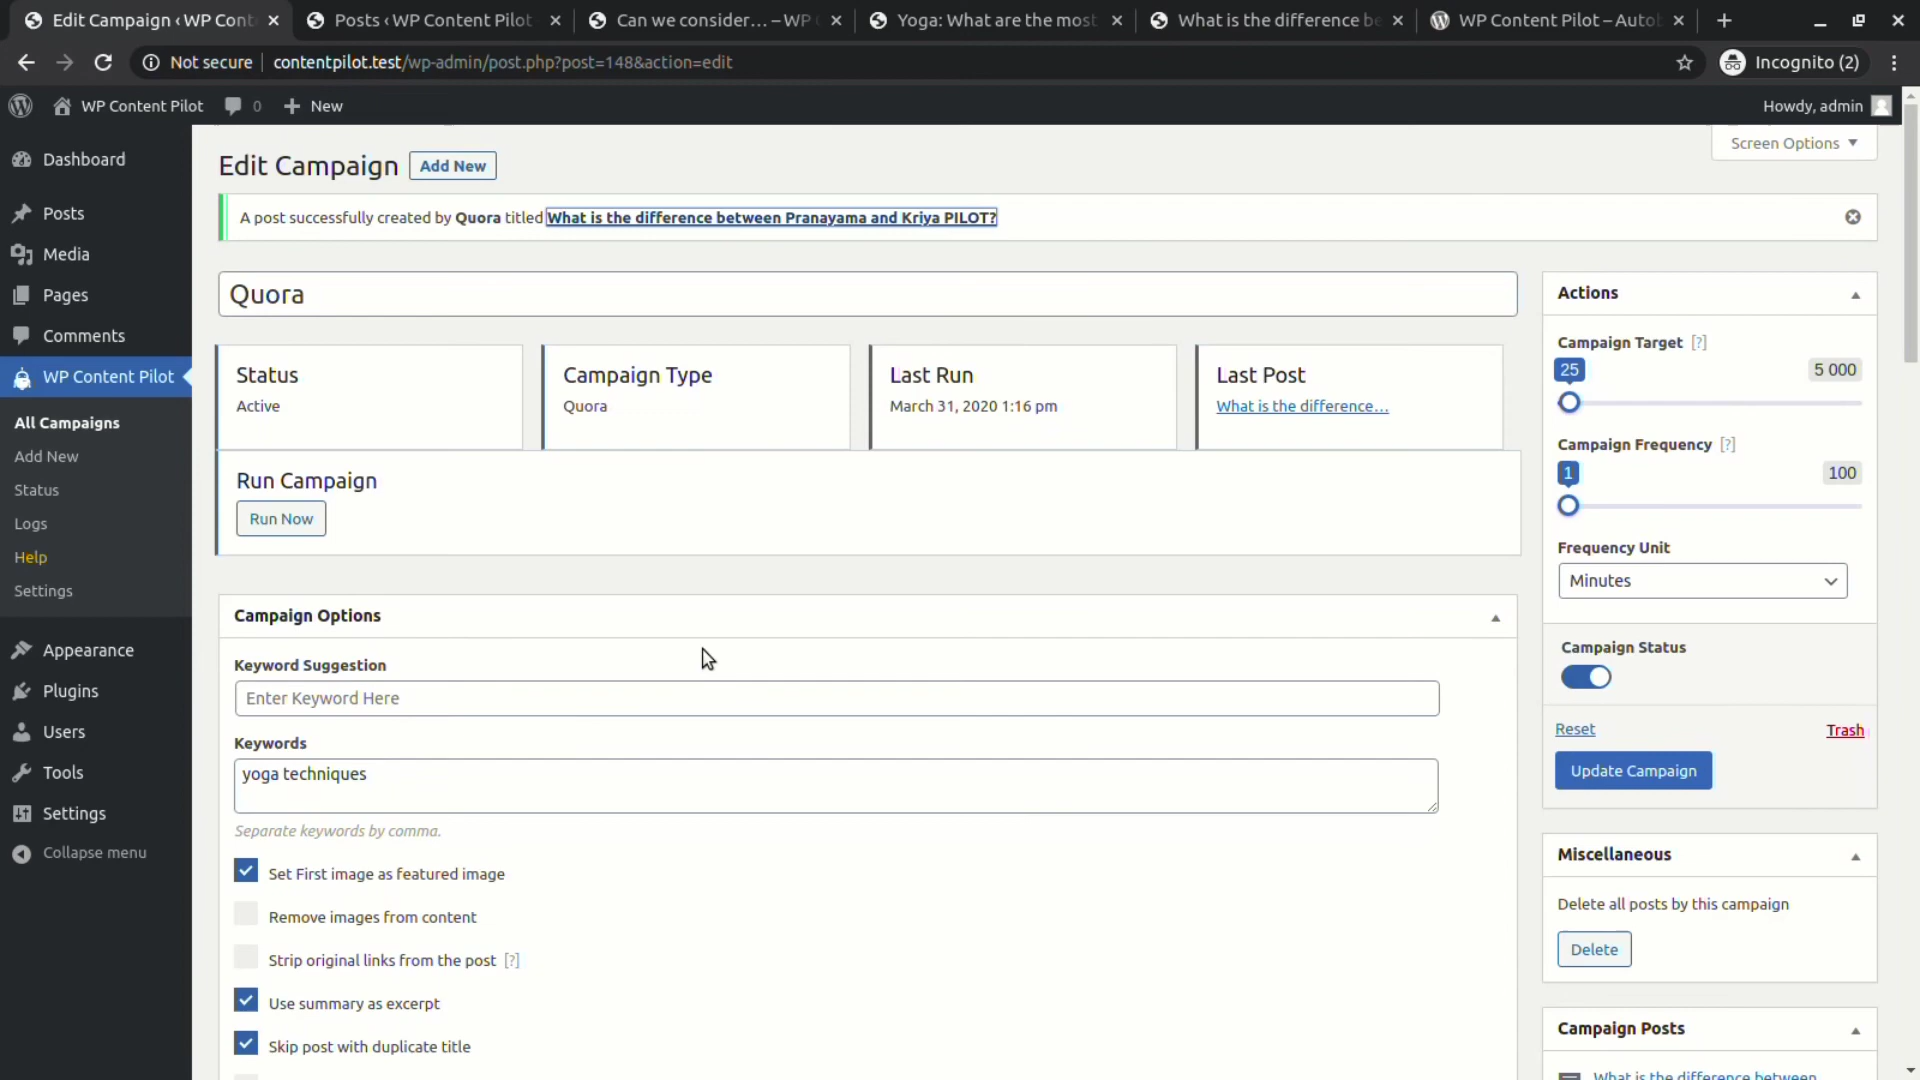 Edit Campaign ‹ WP Cont
Posts ‹ WP Content Pilot
Can we consider… – WP
Yoga: What are the most
What is the difference be
WP Content Pilot – Autob
Not secure
contentpilot.test/wp-admin/post.php?post=148&action=edit
Incognito (2)
WP Content Pilot
0
New
Howdy, admin
Dashboard
Posts
Media
Pages
Comments
WP Content Pilot
All Campaigns
Add New
Status
Logs
Help
Settings
Appearance
Plugins
Users
Tools
Settings
Collapse menu
Screen Options
Edit Campaign
Add New
A post successfully created by Quora titled What is the difference between Pranayama and Kriya PILOT?
Quora
Status
Active
Campaign Type
Quora
Last Run
March 31, 2020 1:16 pm
Last Post
What is the difference…
Run Campaign
Run Now
Campaign Options
Keyword Suggestion
Enter Keyword Here
Keywords
yoga techniques
Separate keywords by comma.
Set First image as featured image
Remove images from content
Strip original links from the post [?]
Use summary as excerpt
Skip post with duplicate title
Actions
Campaign Target [?]
25
5 000
Campaign Frequency [?]
1
100
Frequency Unit
Minutes
Campaign Status
Reset
Trash
Update Campaign
Miscellaneous
Delete all posts by this campaign
Delete
Campaign Posts
What is the difference between